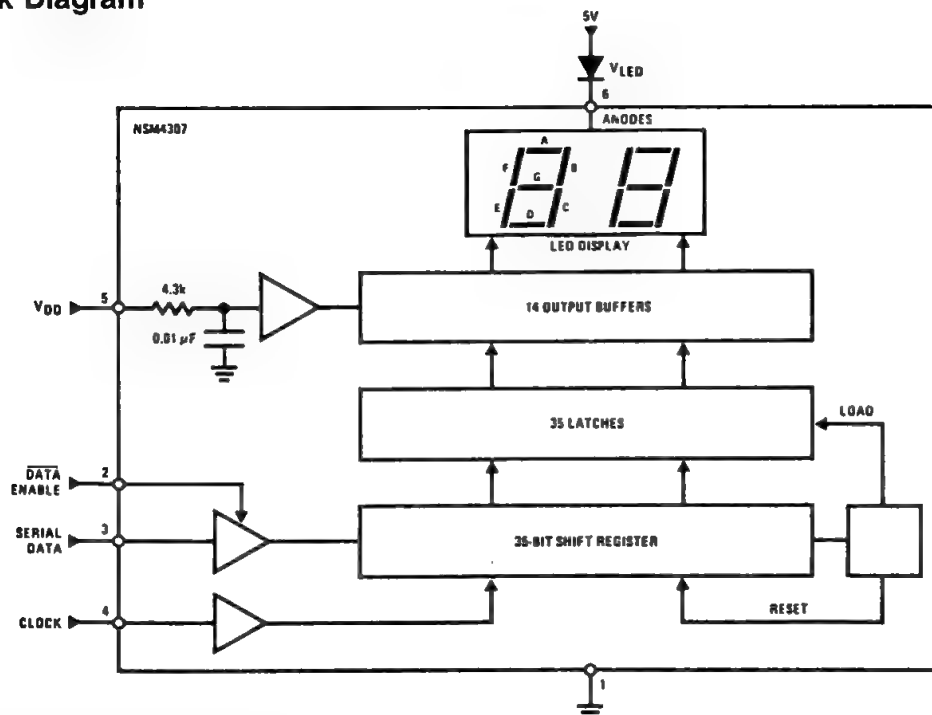 k Diagram
5V
VLED
6
NSM4307
ANODES
A
F
B
G
E
C
D
LED DISPLAY
4.3k
5
VDD
14 OUTPUT BUFFERS
0.01 µF
LOAD
35 LATCHES
2
DATA
ENABLE
3
SERIAL
DATA
35-BIT SHIFT REGISTER
4
CLOCK
RESET
1